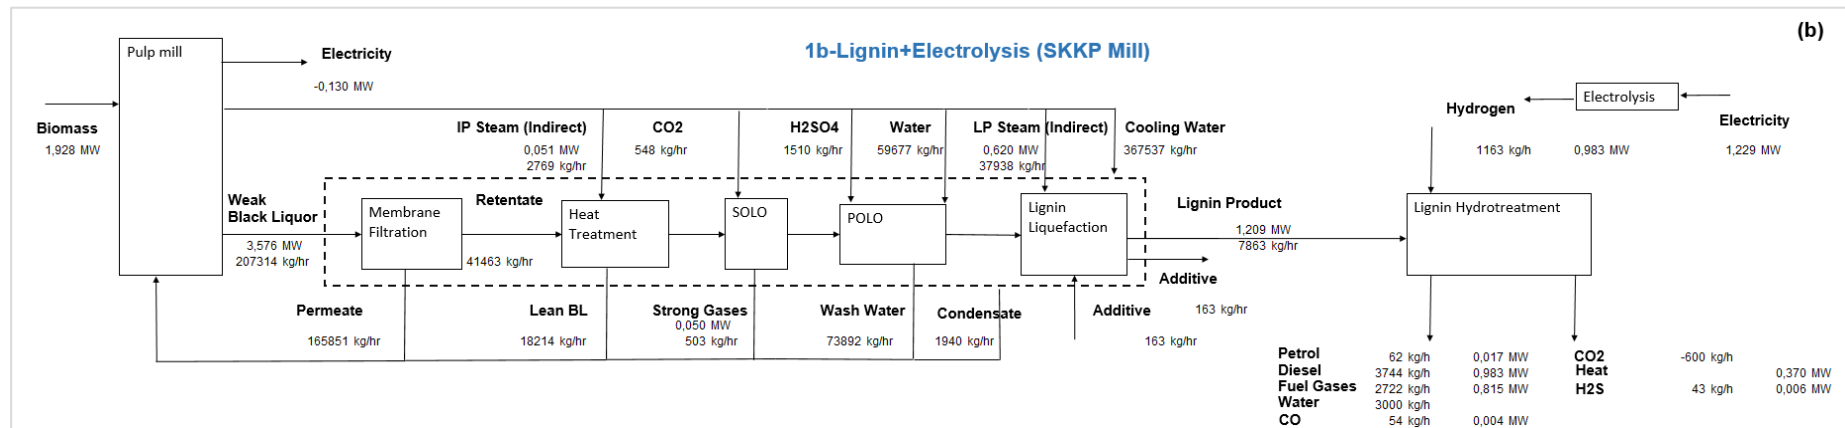 (b)
1b-Lignin+Electrolysis (SKKP Mill)
Pulp mill
Electricity
-0,130 MW
Biomass
1,928 MW
IP Steam (Indirect)
0,051 MW
2769 kg/hr
CO2
548 kg/hr
H2SO4
1510 kg/hr
Water
59677 kg/hr
LP Steam (Indirect)
0,620 MW
37938 kg/hr
Cooling Water
367537 kg/hr
Hydrogen
1163 kg/h
0,983 MW
Electrolysis
Electricity
1,229 MW
Weak
Black Liquor
3,576 MW
207314 kg/hr
Membrane
Filtration
Retentate
41463 kg/hr
Heat
Treatment
SOLO
POLO
Lignin
Liquefaction
Lignin Product
1,209 MW
7863 kg/hr
Additive
163 kg/hr
Lignin Hydrotreatment
Permeate
165851 kg/hr
Lean BL
18214 kg/hr
Strong Gases
0,050 MW
503 kg/hr
Wash Water
73892 kg/hr
Condensate
1940 kg/hr
Additive
163 kg/hr
Petrol 62 kg/h 0,017 MW
Diesel 3744 kg/h 0,983 MW
Fuel Gases 2722 kg/h 0,815 MW
Water 3000 kg/h
CO 54 kg/h 0,004 MW
CO2 -600 kg/h
Heat 0,370 MW
H2S 43 kg/h 0,006 MW